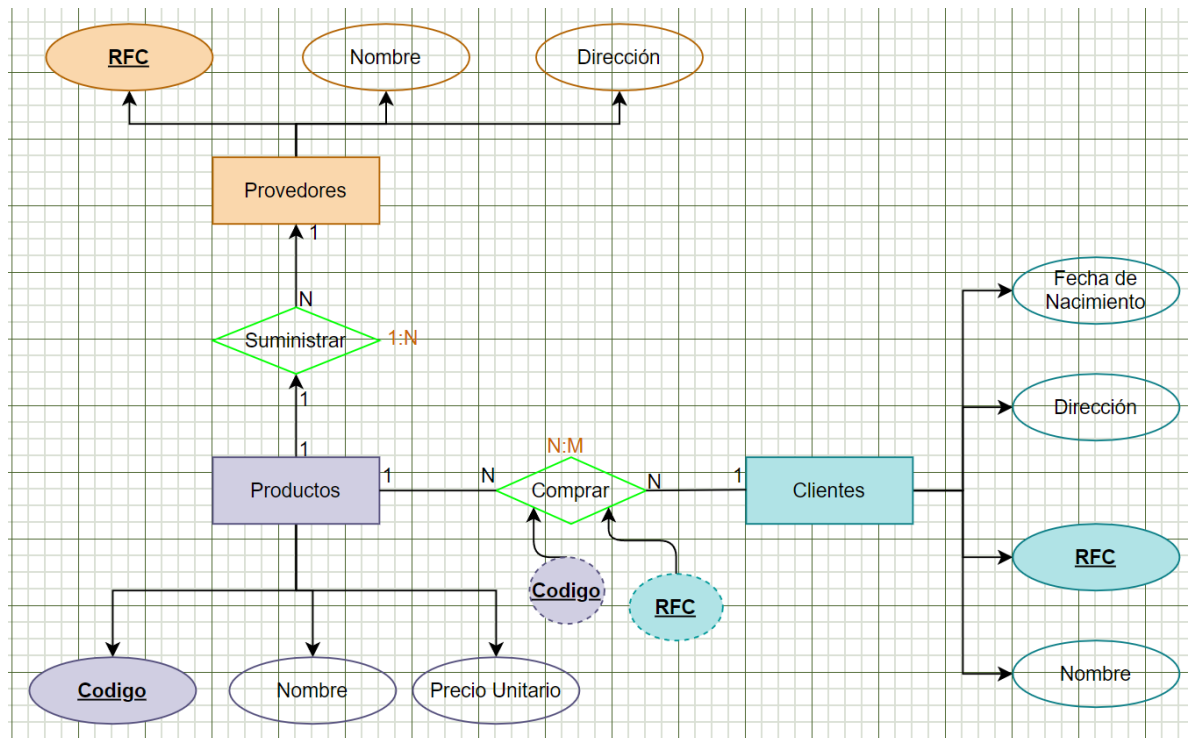 RFC
Nombre
Dirección
Provedores
1
N
Suministrar
1:N
1
1
Productos
1
N
N:M
Comprar
N
1
Clientes
Fecha de
Nacimiento
Dirección
RFC
Nombre
Codigo
RFC
Codigo
Nombre
Precio Unitario